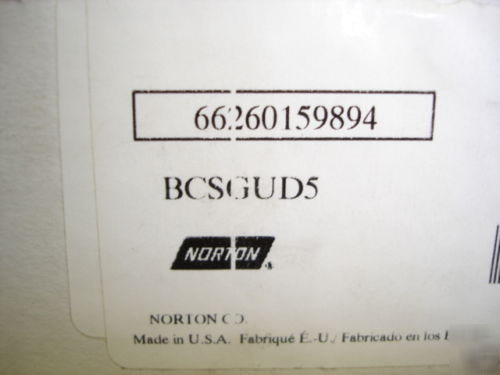 66260159894
BCSGUD5
NORTON
NORTON CO.
Made in U.S.A. Fabriqué É.-U./ Fabricado en los